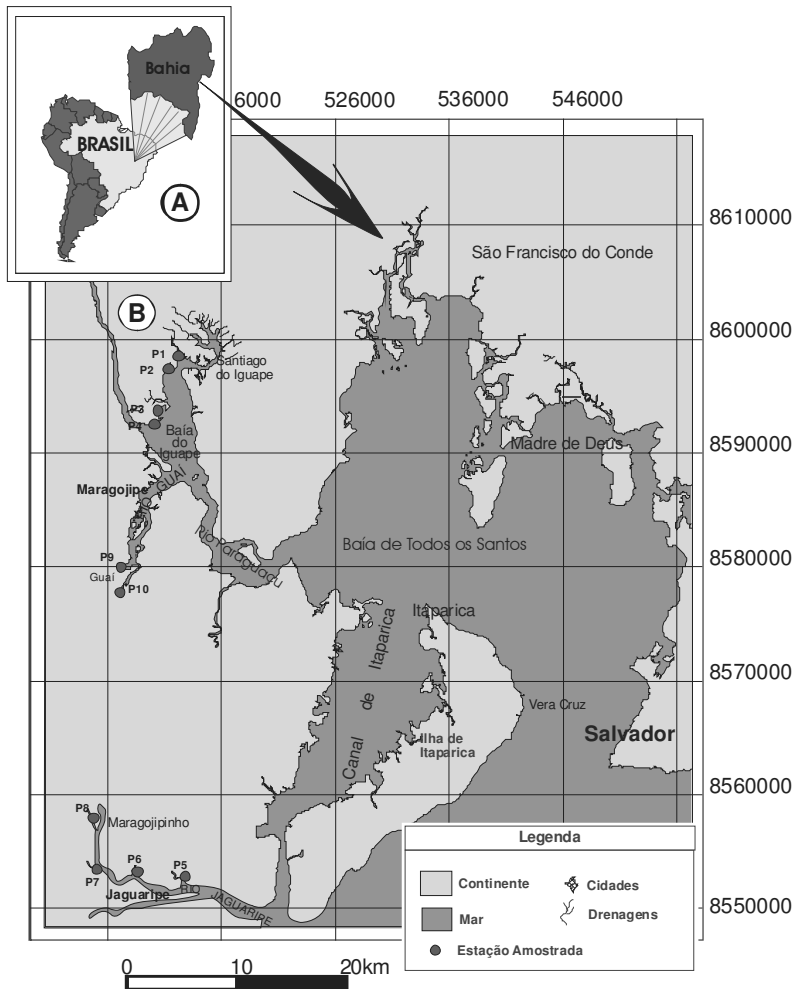 Bahia
BRASIL
A
6000
526000
536000
546000
8610000
São Francisco do Conde
B
8600000
P1
P2
Santiago
do Iguape
P3
P4
Baía
do
Iguape
Madre de Deus
8590000
Maragojipe
GUAÍ
Rio Paraguaçu
Baía de Todos os Santos
8580000
P9
Guaí
P10
Itaparica
Canal de Itaparica
8570000
Vera Cruz
Salvador
Ilha de
Itaparica
8560000
P8
Maragojipinho
P7
P6
P5
Jaguaripe
RIO JAGUARIPE
8550000
Legenda
Continente
Cidades
Mar
Drenagens
Estação Amostrada
0
10
20km